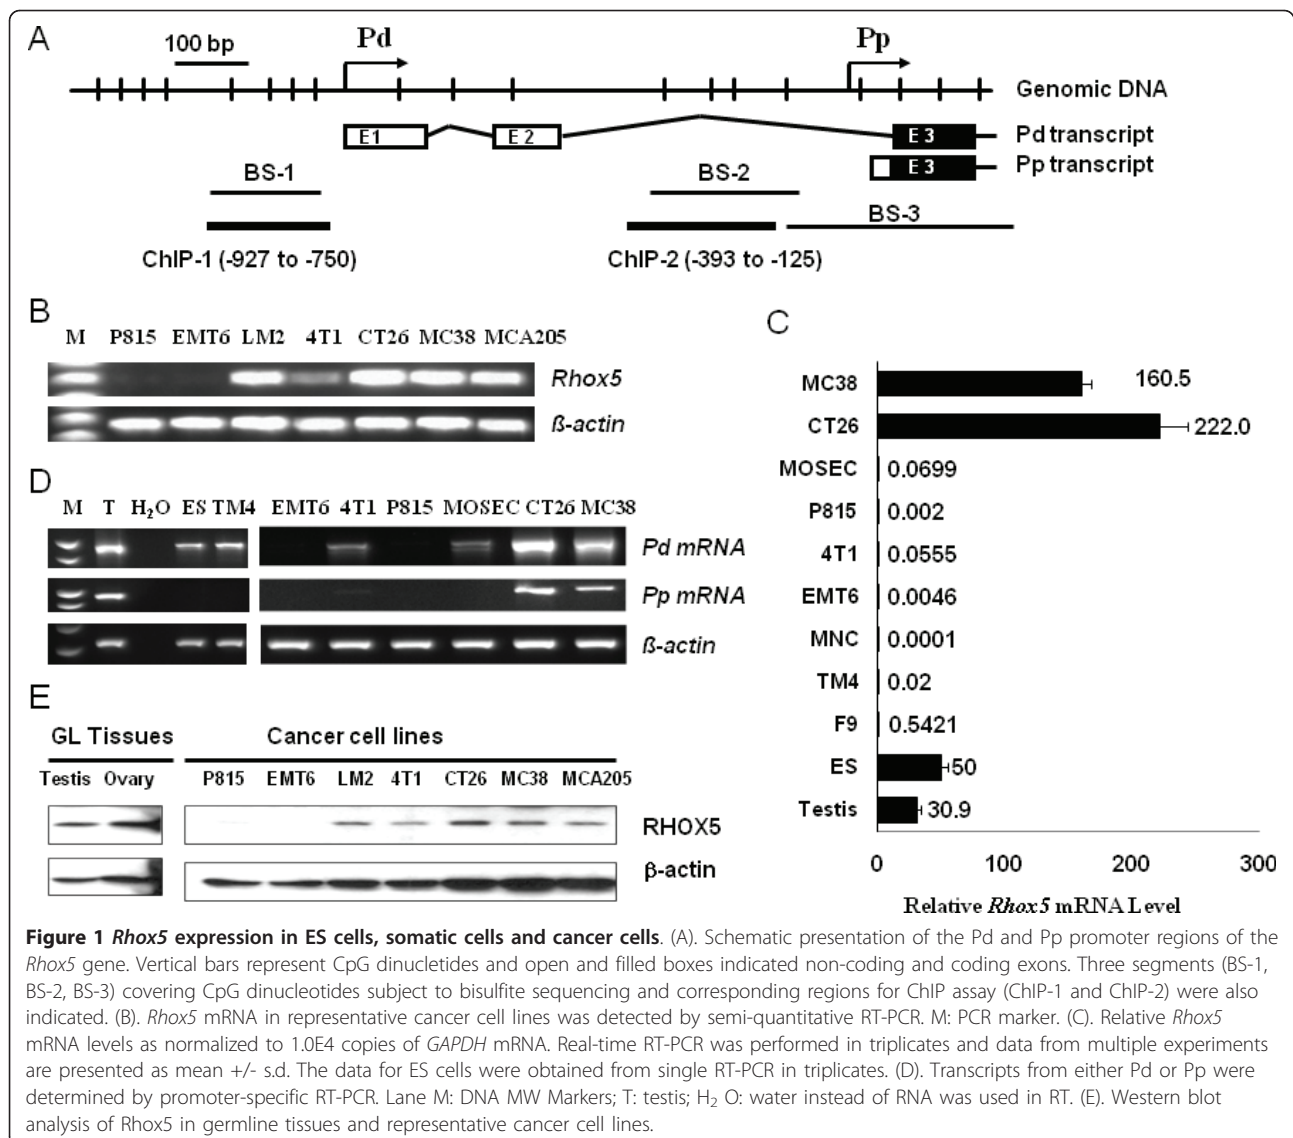 A
100 bp
Pd
Pp
Genomic DNA
E1
E 2
E 3
Pd transcript
E 3
Pp transcript
BS-1
BS-2
BS-3
ChIP-1 (-927 to -750)
ChIP-2 (-393 to -125)
B
M P815 EMT6 LM2 4T1 CT26 MC38 MCA205
Rhox5
ß-actin
C
MC38 160.5
CT26 222.0
MOSEC 0.0699
P815 0.002
4T1 0.0555
EMT6 0.0046
MNC 0.0001
TM4 0.02
F9 0.5421
ES 50
Testis 30.9
0 100 200 300
Relative Rhox5 mRNA Level
D
M T H2O ES TM4 EMT6 4T1 P815 MOSEC CT26 MC38
Pd mRNA
Pp mRNA
ß-actin
E
GL Tissues Cancer cell lines
Testis Ovary P815 EMT6 LM2 4T1 CT26 MC38 MCA205
RHOX5
β-actin
Figure 1 Rhox5 expression in ES cells, somatic cells and cancer cells. (A). Schematic presentation of the Pd and Pp promoter regions of the
Rhox5 gene. Vertical bars represent CpG dinucletides and open and filled boxes indicated non-coding and coding exons. Three segments (BS-1,
BS-2, BS-3) covering CpG dinucleotides subject to bisulfite sequencing and corresponding regions for ChIP assay (ChIP-1 and ChIP-2) were also
indicated. (B). Rhox5 mRNA in representative cancer cell lines was detected by semi-quantitative RT-PCR. M: PCR marker. (C). Relative Rhox5
mRNA levels as normalized to 1.0E4 copies of GAPDH mRNA. Real-time RT-PCR was performed in triplicates and data from multiple experiments
are presented as mean +/- s.d. The data for ES cells were obtained from single RT-PCR in triplicates. (D). Transcripts from either Pd or Pp were
determined by promoter-specific RT-PCR. Lane M: DNA MW Markers; T: testis; H2 O: water instead of RNA was used in RT. (E). Western blot
analysis of Rhox5 in germline tissues and representative cancer cell lines.